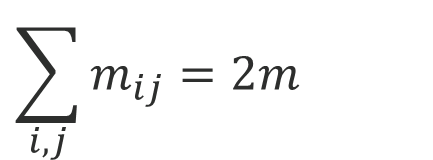 ∑_{i,j} m_{ij} = 2m